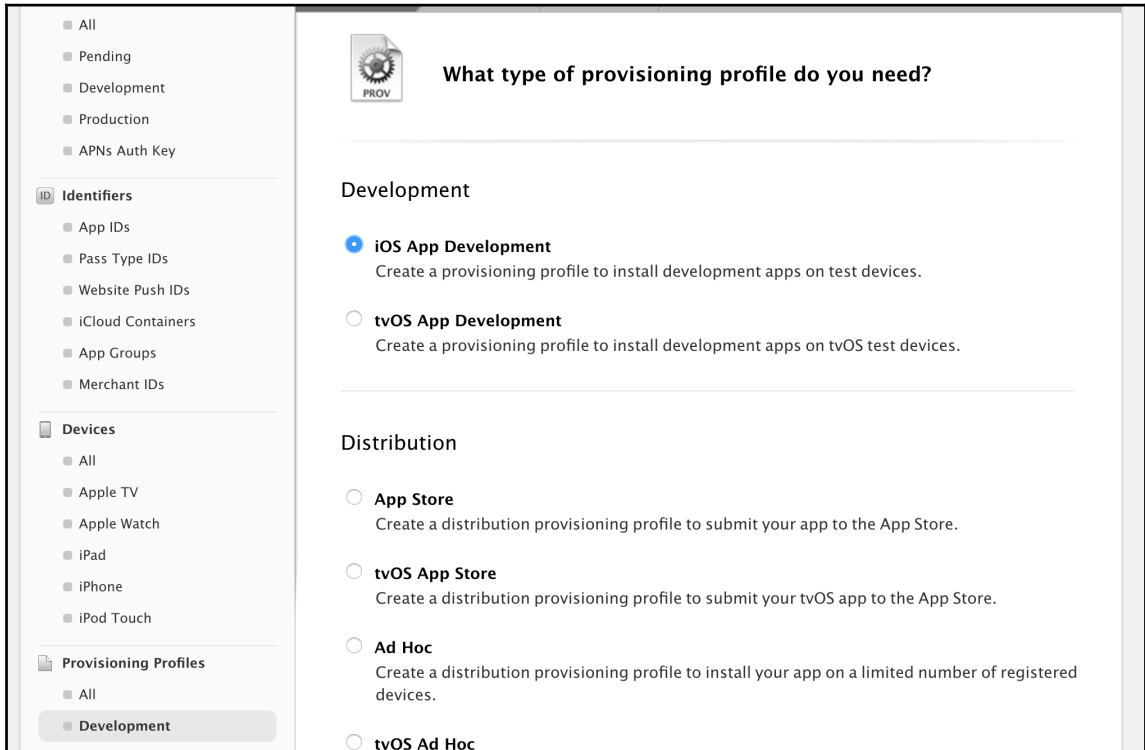 All
Pending
Development
Production
APNs Auth Key
ID Identifiers
App IDs
Pass Type IDs
Website Push IDs
iCloud Containers
App Groups
Merchant IDs
Devices
All
Apple TV
Apple Watch
iPad
iPhone
iPod Touch
Provisioning Profiles
All
Development
PROV
What type of provisioning profile do you need?
Development
iOS App Development
Create a provisioning profile to install development apps on test devices.
tvOS App Development
Create a provisioning profile to install development apps on tvOS test devices.
Distribution
App Store
Create a distribution provisioning profile to submit your app to the App Store.
tvOS App Store
Create a distribution provisioning profile to submit your tvOS app to the App Store.
Ad Hoc
Create a distribution provisioning profile to install your app on a limited number of registered
devices.
tvOS Ad Hoc